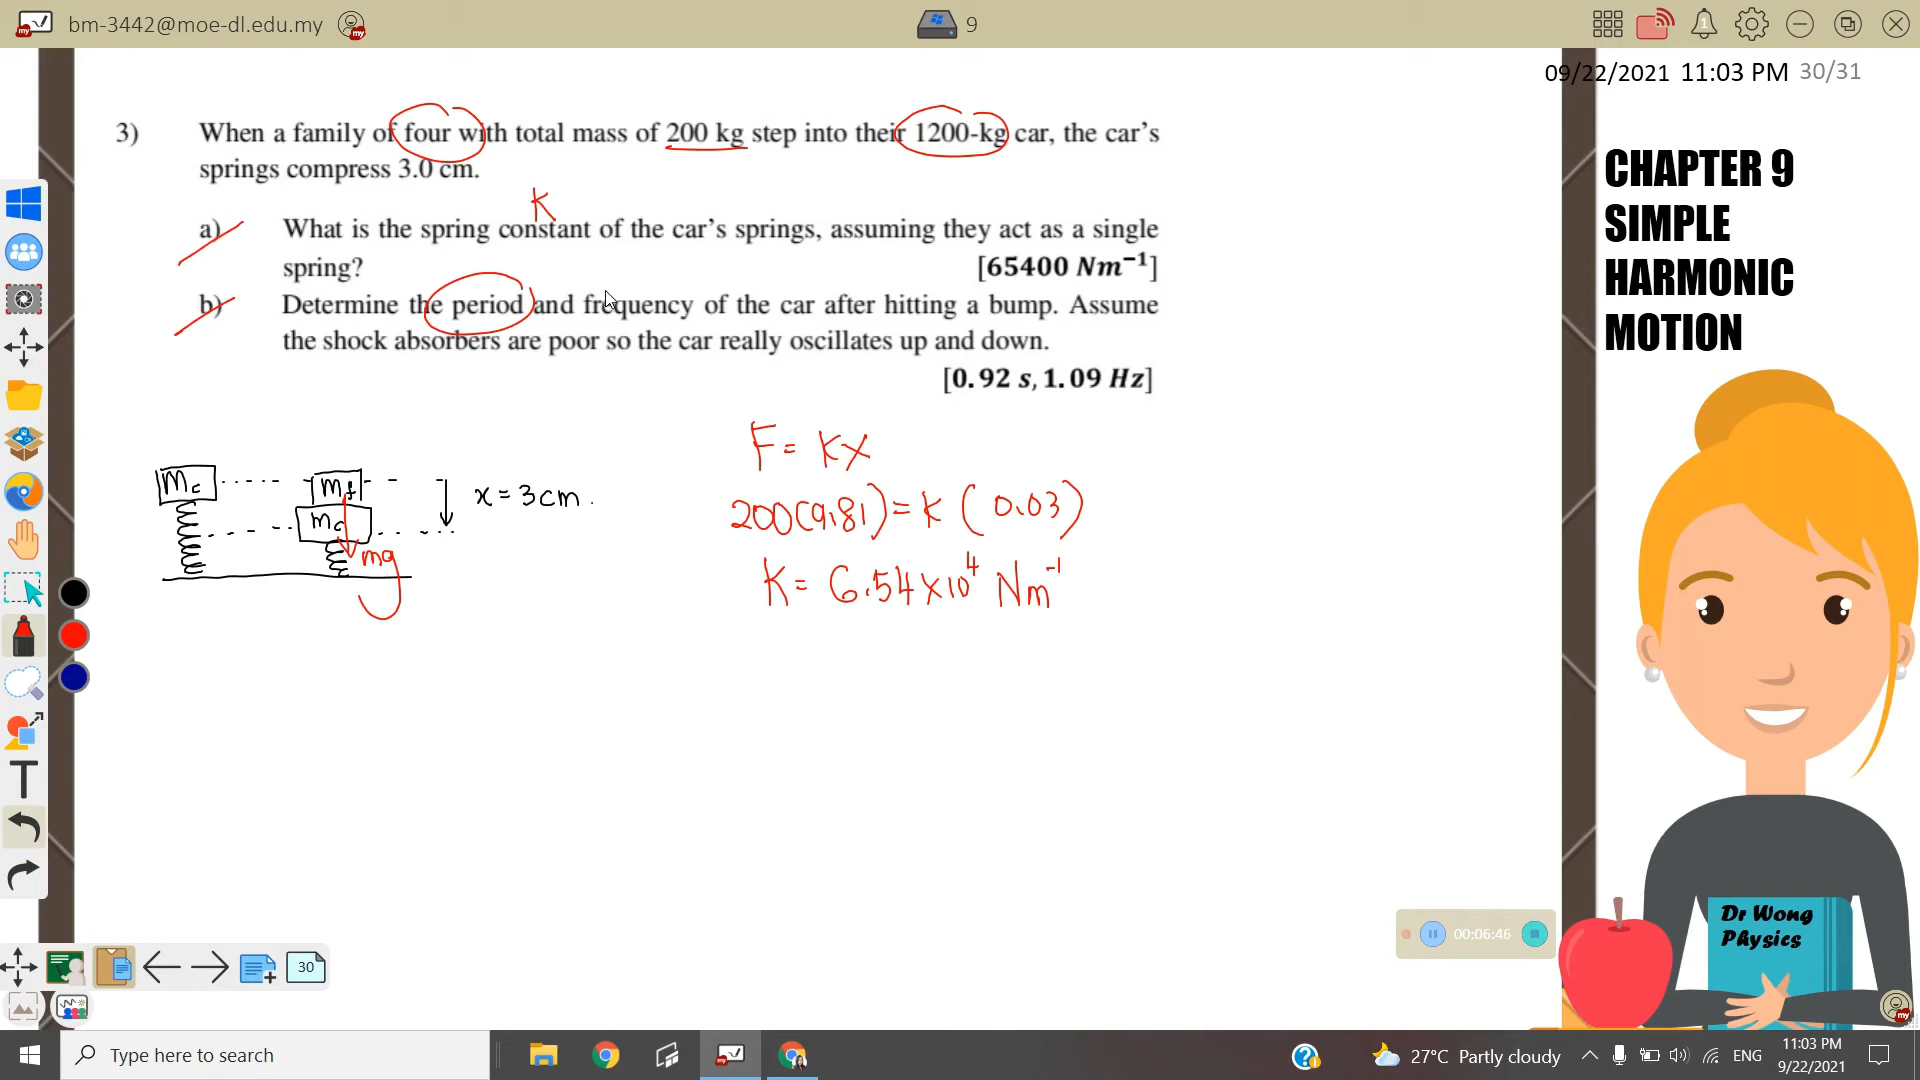 bm-3442@moe-dl.edu.my
9
1
09/22/2021 11:03 PM 30/31
3) When a family of four with total mass of 200 kg step into their 1200-kg car, the car's
springs compress 3.0 cm.
K
a) What is the spring constant of the car's springs, assuming they act as a single
spring? [65400 Nm⁻¹]
b) Determine the period and frequency of the car after hitting a bump. Assume
the shock absorbers are poor so the car really oscillates up and down.
[0.92 s, 1.09 Hz]
CHAPTER 9
SIMPLE
HARMONIC
MOTION
mc
mf
mc
x = 3cm.
mg
F = Kx
200(9.81) = K (0.03)
K = 6.54×10⁴ Nm⁻¹
T
Dr Wong
Physics
00:06:46
30
Type here to search
27°C Partly cloudy
ENG
11:03 PM
9/22/2021